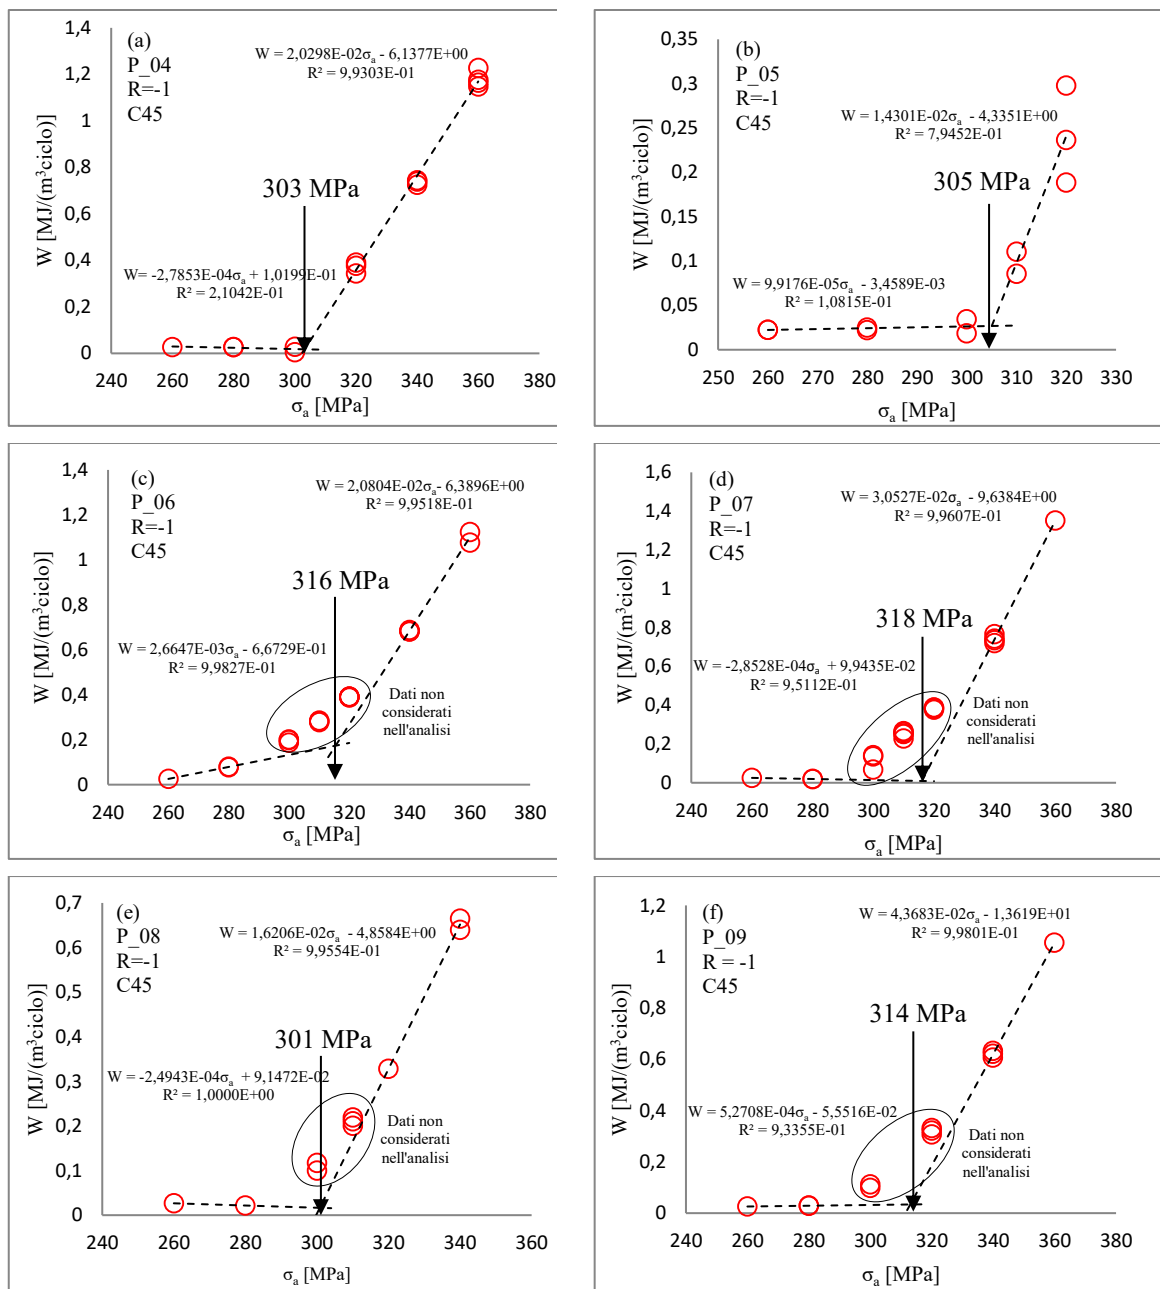 (a)
P_04
R=-1
C45
W = 2,0298E-02σa - 6,1377E+00
R² = 9,9303E-01
303 MPa
W= -2,7853E-04σa + 1,0199E-01
R² = 2,1042E-01
W [MJ/(m³ciclo)]
1,4
1,2
1
0,8
0,6
0,4
0,2
0
240 260 280 300 320 340 360 380
σa [MPa]
(b)
P_05
R=-1
C45
W = 1,4301E-02σa - 4,3351E+00
R² = 7,9452E-01
305 MPa
W = 9,9176E-05σa - 3,4589E-03
R² = 1,0815E-01
W [MJ/(m³ciclo)]
0,35
0,3
0,25
0,2
0,15
0,1
0,05
0
250 260 270 280 290 300 310 320 330
σa [MPa]
(c)
P_06
R=-1
C45
W = 2,0804E-02σa - 6,3896E+00
R² = 9,9518E-01
316 MPa
W = 2,6647E-03σa - 6,6729E-01
R² = 9,9827E-01
Dati non
considerati
nell'analisi
W [MJ/(m³ciclo)]
1,4
1,2
1
0,8
0,6
0,4
0,2
0
240 260 280 300 320 340 360 380
σa [MPa]
(d)
P_07
R=-1
C45
W = 3,0527E-02σa - 9,6384E+00
R² = 9,9607E-01
318 MPa
W = -2,8528E-04σa + 9,9435E-02
R² = 9,5112E-01
Dati non
considerati
nell'analisi
W [MJ/(m³ciclo)]
1,6
1,4
1,2
1
0,8
0,6
0,4
0,2
0
240 260 280 300 320 340 360 380
σa [MPa]
(e)
P_08
R=-1
C45
W = 1,6206E-02σa - 4,8584E+00
R² = 9,9554E-01
301 MPa
W = -2,4943E-04σa + 9,1472E-02
R² = 1,0000E+00
Dati non
considerati
nell'analisi
W [MJ/(m³ciclo)]
0,7
0,6
0,5
0,4
0,3
0,2
0,1
0
240 260 280 300 320 340 360
σa [MPa]
(f)
P_09
R = -1
C45
W = 4,3683E-02σa - 1,3619E+01
R² = 9,9801E-01
314 MPa
W = 5,2708E-04σa - 5,5516E-02
R² = 9,3355E-01
Dati non
considerati
nell'analisi
W [MJ/(m³ciclo)]
1,2
1
0,8
0,6
0,4
0,2
0
240 260 280 300 320 340 360 380
σa [MPa]